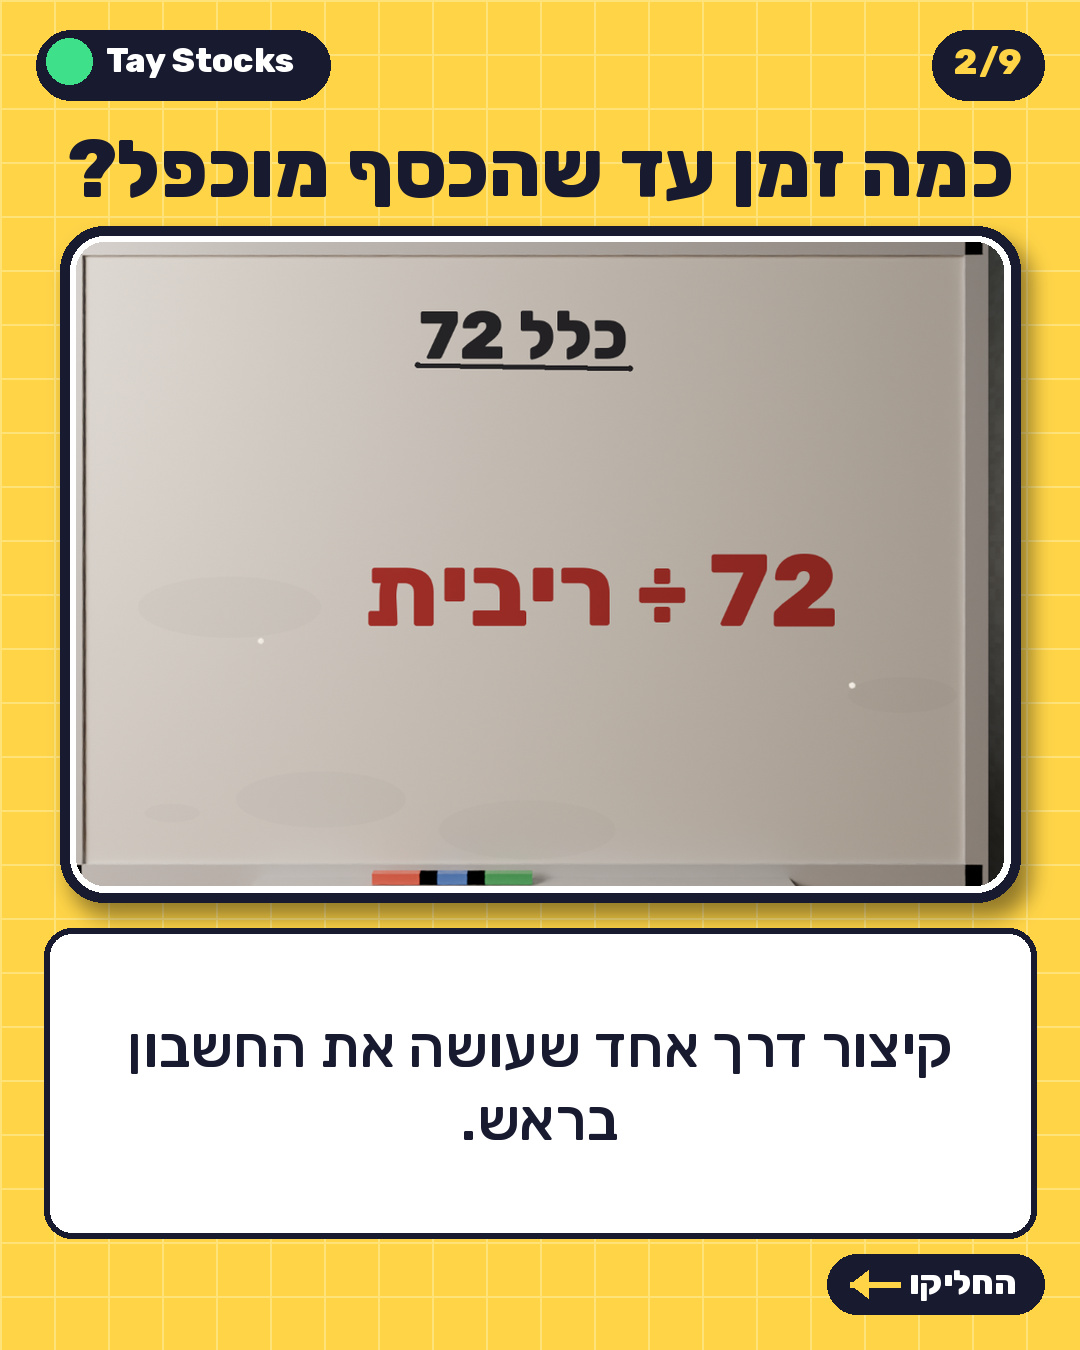 Tay Stocks
2/9
כמה זמן עד שהכסף מוכפל?
כלל 72
72 ÷ ריבית
קיצור דרך אחד שעושה את החשבון
בראש.
החליקו